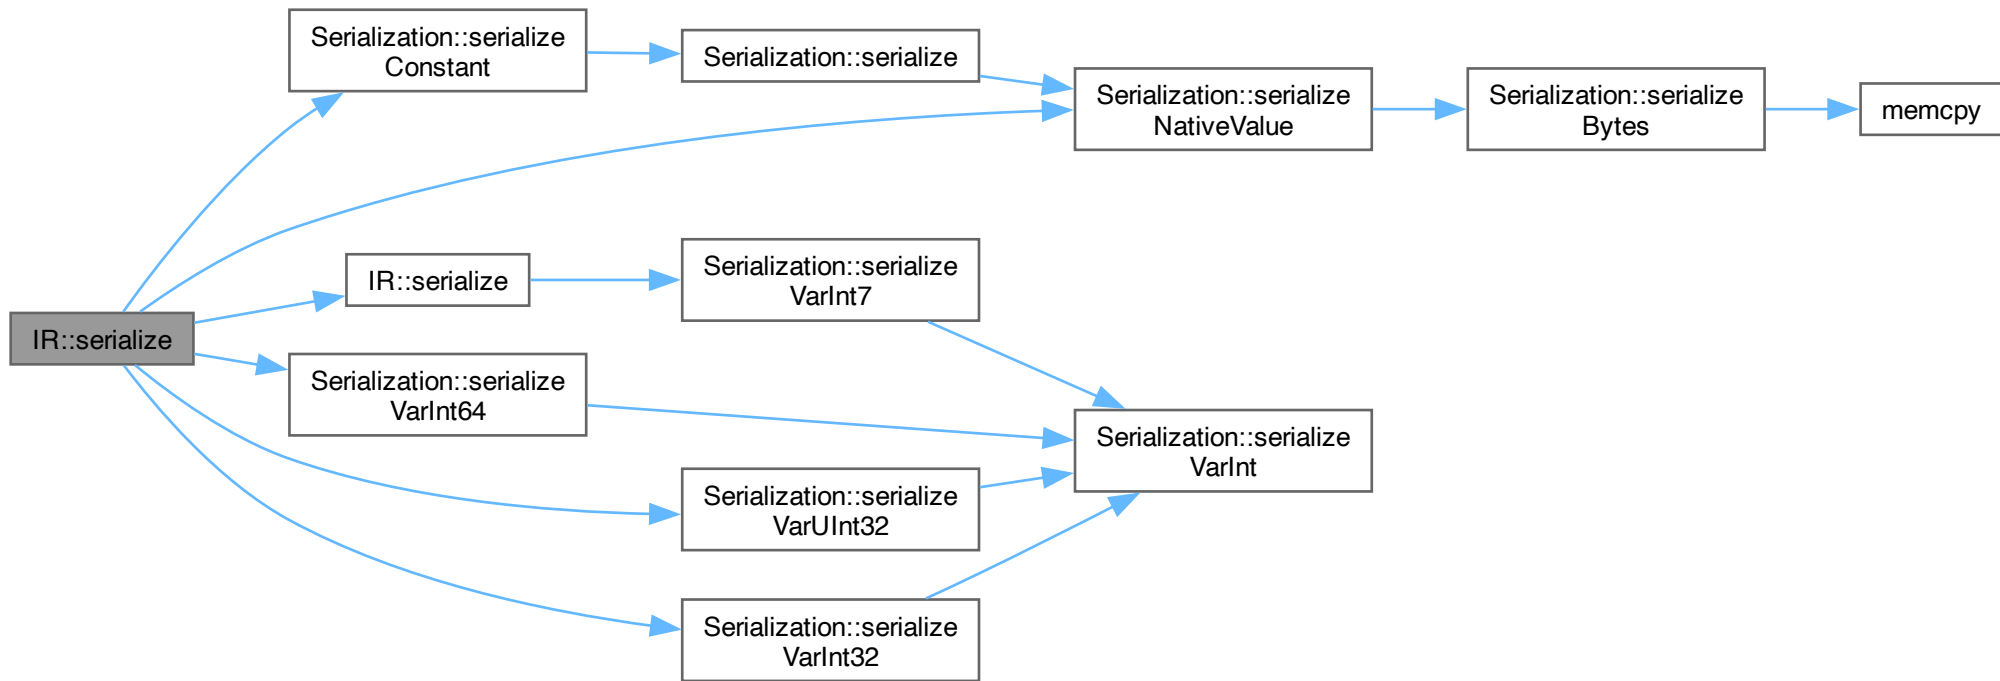 IR::serialize
Serialization::serialize
Constant
IR::serialize
Serialization::serialize
VarInt64
Serialization::serialize
Serialization::serialize
VarInt7
Serialization::serialize
VarUInt32
Serialization::serialize
VarInt32
Serialization::serialize
NativeValue
Serialization::serialize
VarInt
Serialization::serialize
Bytes
memcpy